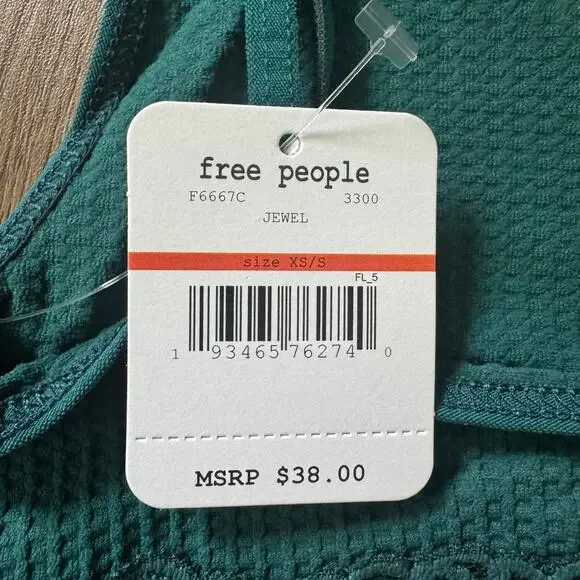 free people
F6667C 3300
JEWEL
size XS/S
FL_5
1 93465 76274 0
MSRP $38.00